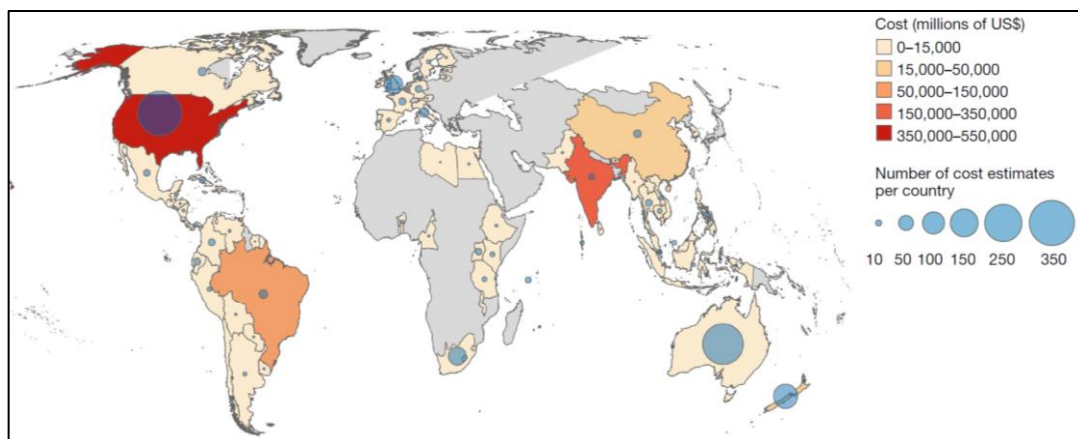 Cost (millions of US$)
0–15,000
15,000–50,000
50,000–150,000
150,000–350,000
350,000–550,000
Number of cost estimates
per country
10 50 100 150 250 350